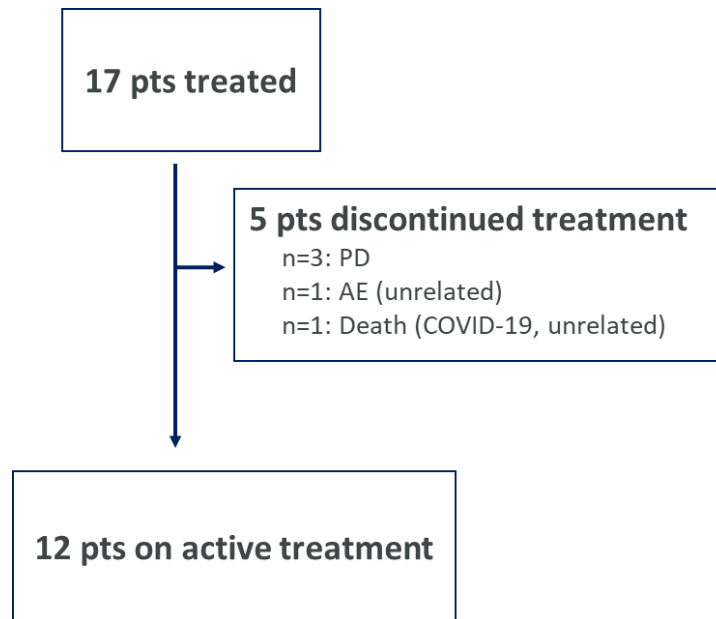 17 pts treated
5 pts discontinued treatment
n=3: PD
n=1: AE (unrelated)
n=1: Death (COVID-19, unrelated)
12 pts on active treatment